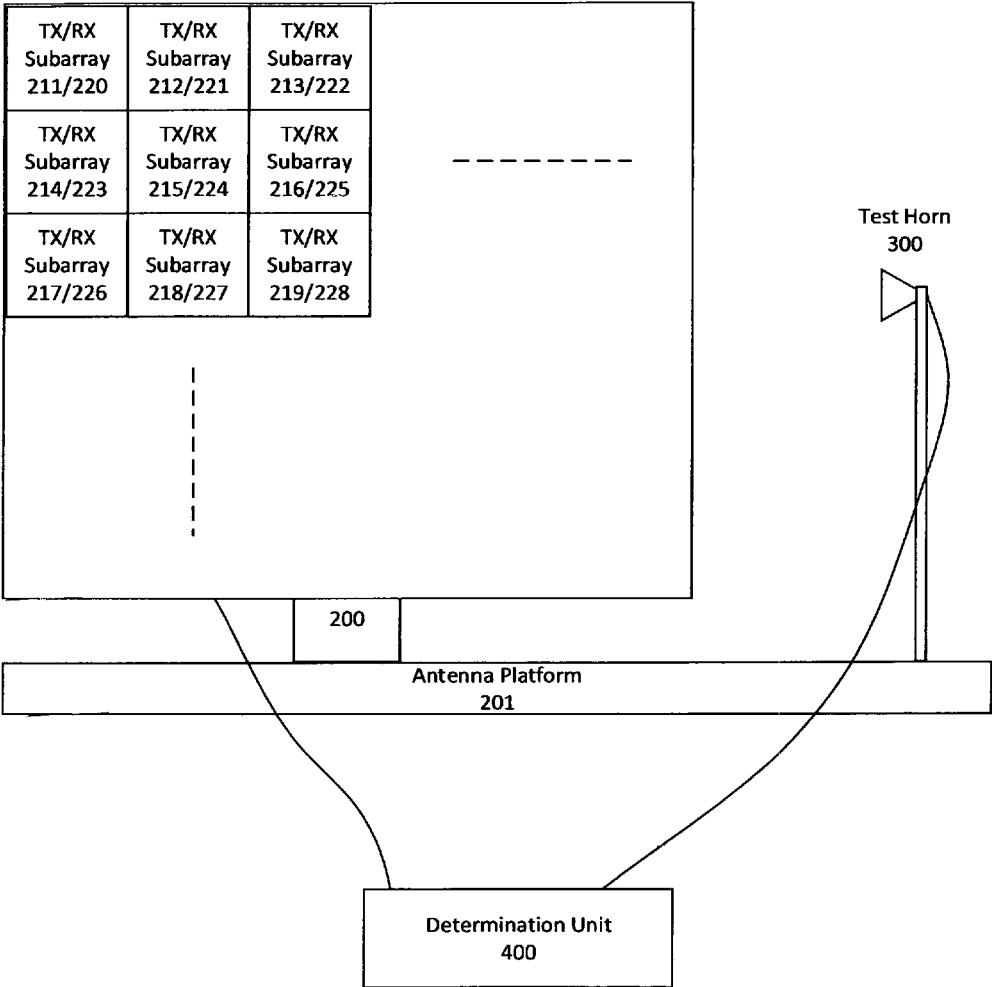 TX/RX
Subarray
211/220
TX/RX
Subarray
212/221
TX/RX
Subarray
213/222
TX/RX
Subarray
214/223
TX/RX
Subarray
215/224
TX/RX
Subarray
216/225
TX/RX
Subarray
217/226
TX/RX
Subarray
218/227
TX/RX
Subarray
219/228
Test Horn
300
200
Antenna Platform
201
Determination Unit
400